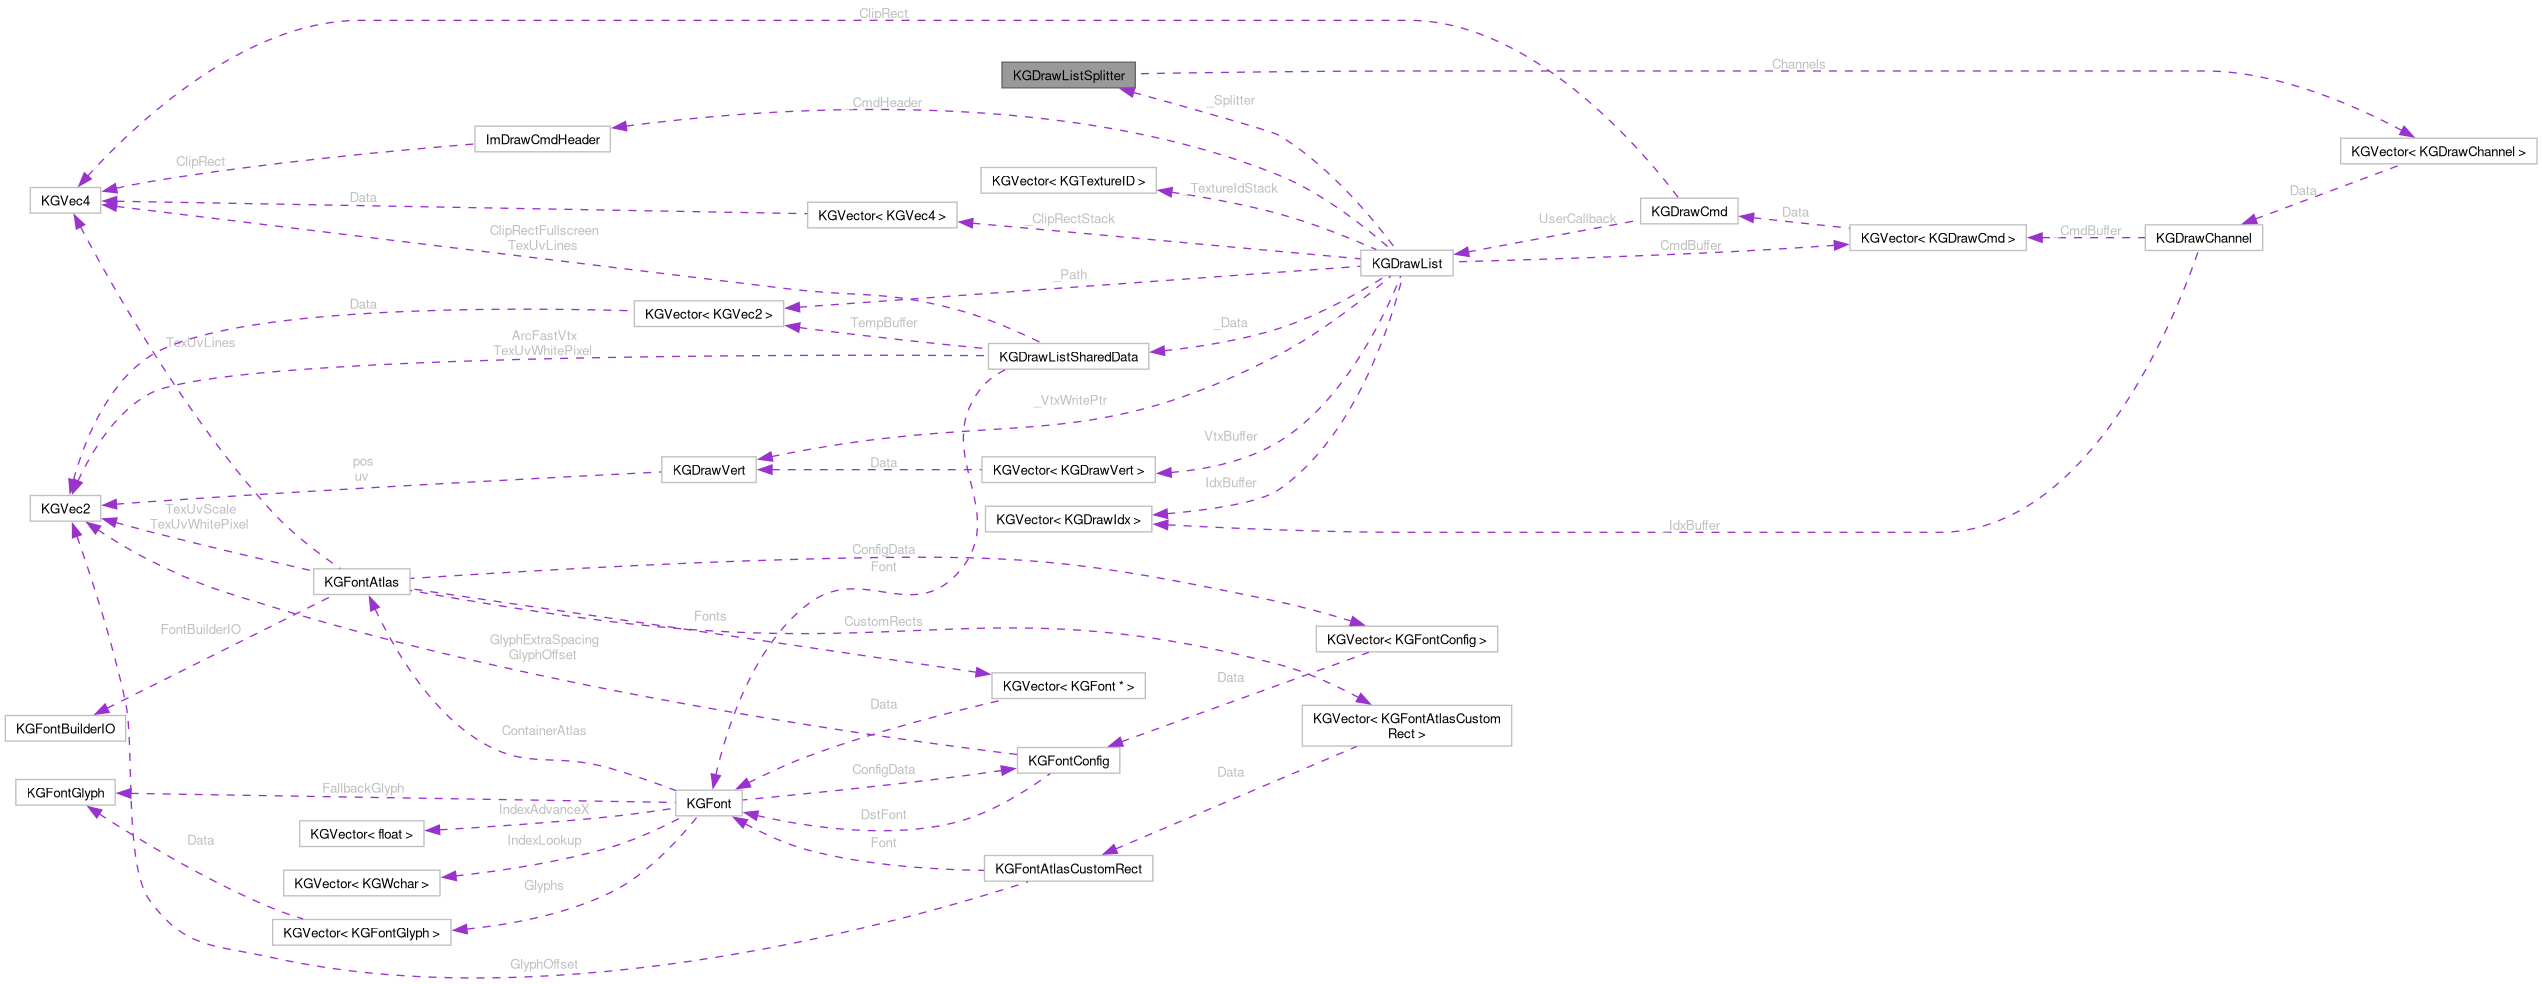 ClipRect
KGDrawListSplitter
Channels
_Splitter
CmdHeader
ImDrawCmdHeader
KGVector< KGDrawChannel >
ClipRect
KGVector< KGTextureID >
TextureIdStack
Data
KGVec4
Data
KGVector< KGVec4 >
_ClipRectStack
UserCallback
KGDrawCmd
Data
ClipRectFullscreen
TexUvLines
KGDrawList
CmdBuffer
KGVector< KGDrawCmd >
CmdBuffer
KGDrawChannel
_Path
Data
KGVector< KGVec2 >
TempBuffer
_Data
TexUvLines
ArcFastVtx
TexUvWhitePixel
KGDrawListSharedData
_VtxWritePtr
VtxBuffer
pos
uv
KGDrawVert
Data
KGVector< KGDrawVert >
IdxBuffer
KGVec2
TexUvScale
TexUvWhitePixel
KGVector< KGDrawIdx >
IdxBuffer
ConfigData
Font
KGFontAtlas
Fonts
CustomRects
FontBuilderIO
GlyphExtraSpacing
GlyphOffset
KGVector< KGFontConfig >
Data
KGVector< KGFont * >
Data
KGFontBuilderIO
ContainerAtlas
KGVector< KGFontAtlasCustom
Rect >
KGFontConfig
ConfigData
Data
KGFontGlyph
FallbackGlyph
KGFont
IndexAdvanceX
DstFont
KGVector< float >
Data
IndexLookup
Font
KGFontAtlasCustomRect
KGVector< KGWchar >
Glyphs
KGVector< KGFontGlyph >
GlyphOffset